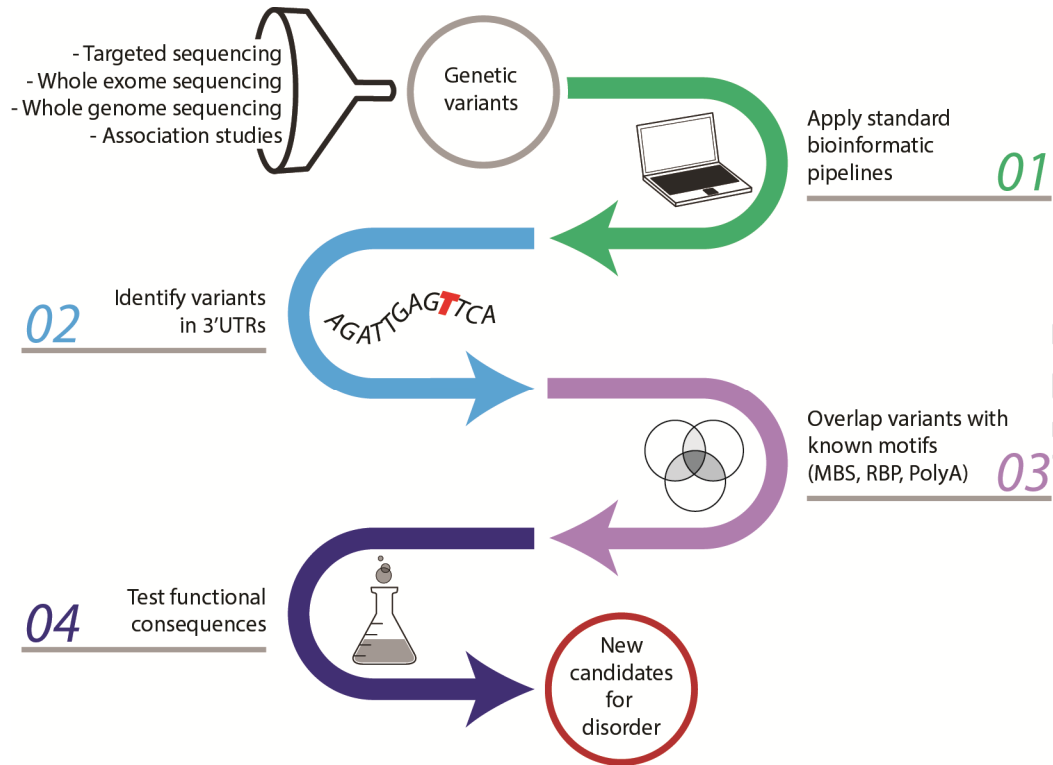 - Targeted sequencing
- Whole exome sequencing
- Whole genome sequencing
- Association studies
Genetic
variants
Apply standard
bioinformatic
pipelines
01
Identify variants
in 3'UTRs
02
AGATTGAGTTCA
Overlap variants with
known motifs
(MBS, RBP, PolyA)
03
Test functional
consequences
04
New
candidates
for
disorder